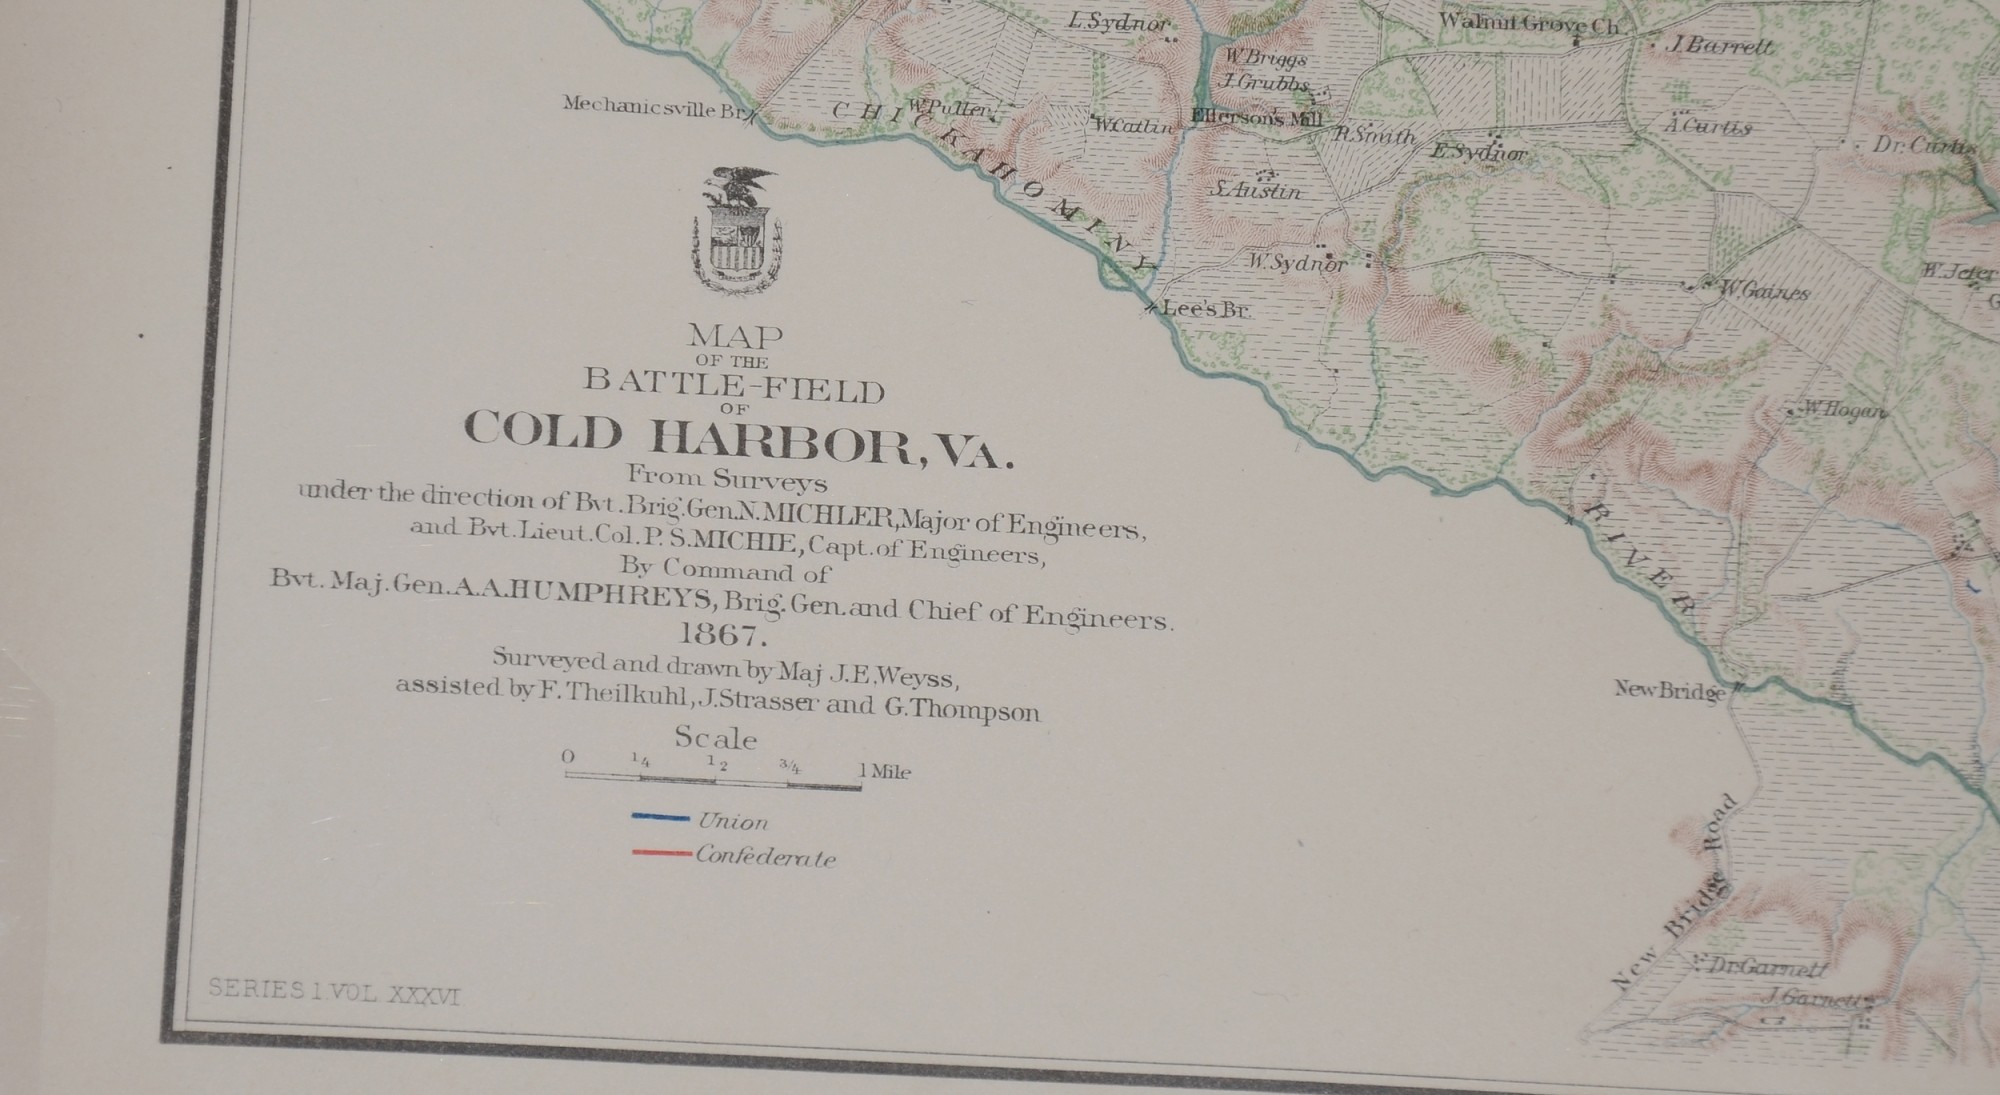 L. Sydnor
Walnut Grove Ch.
J. Barrett
W Briggs
J. Grubbs
Mechanicsville Br.
CHICKAHOMINY
W. Puller
W. Catlin
Ellerson's Mill
R. Smith
E Sydnor
A Curtis
Dr. Curtis
S. Austin
W. Sydnor
W. Gaines
W. Jeter
Lee's Br.
W Hogan
MAP
OF THE
BATTLE-FIELD
OF
COLD HARBOR, VA.
From Surveys
under the direction of Bvt. Brig. Gen. N. MICHLER, Major of Engineers,
and Bvt. Lieut. Col. P. S. MICHIE, Capt. of Engineers,
By Command of
Bvt. Maj. Gen. A.A. HUMPHREYS, Brig. Gen. and Chief of Engineers.
1867.
Surveyed and drawn by Maj J.E. Weyss,
assisted by F. Theilkuhl, J. Strasser and G. Thompson
Scale
0 1/4 1/2 3/4 1 Mile
Union
Confederate
RIVER
New Bridge
New Bridge Road
Dr. Garnett
J. Garnett
SERIES 1. VOL XXXVI